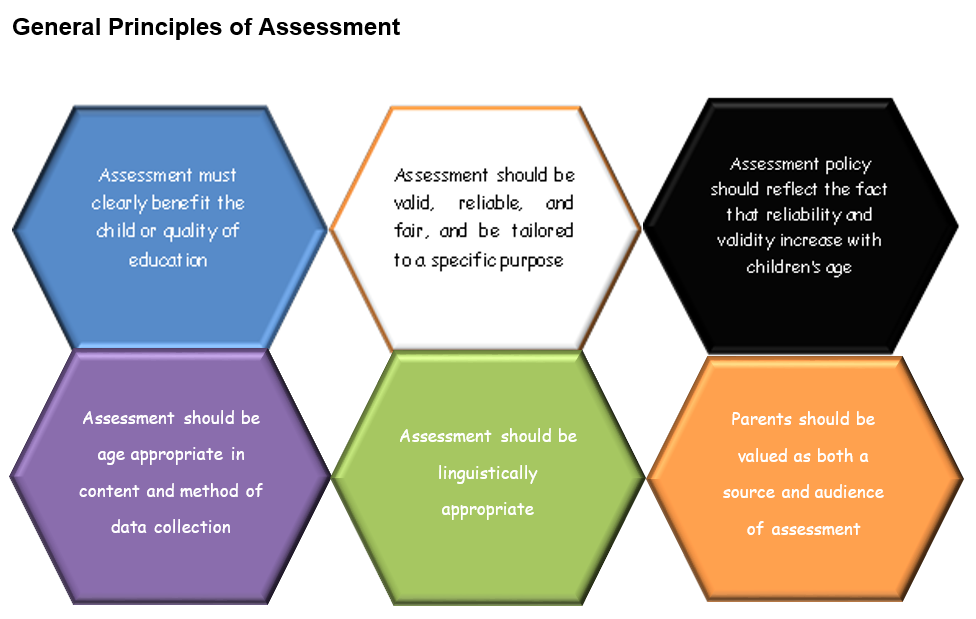 General Principles of Assessment
Assessment must
clearly benefit the
child or quality of
education
Assessment should be
valid, reliable, and
fair, and be tailored
to a specific purpose
Assessment policy
should reflect the fact
that reliability and
validity increase with
children's age
Assessment should be
age appropriate in
content and method of
data collection
Assessment should be
linguistically
appropriate
Parents should be
valued as both a
source and audience
of assessment